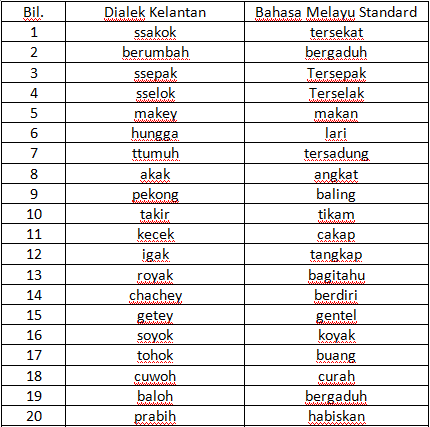 Bil. Dialek Kelantan Bahasa Melayu Standard
1 ssakok tersekat
2 berumbah bergaduh
3 ssepak Tersepak
4 sselok Terselak
5 makey makan
6 hungga lari
7 ttumuh tersadung
8 akak angkat
9 pekong baling
10 takir tikam
11 kecek cakap
12 igak tangkap
13 royak bagitahu
14 chachey berdiri
15 getey gentel
16 soyok koyak
17 tohok buang
18 cuwoh curah
19 baloh bergaduh
20 prabih habiskan